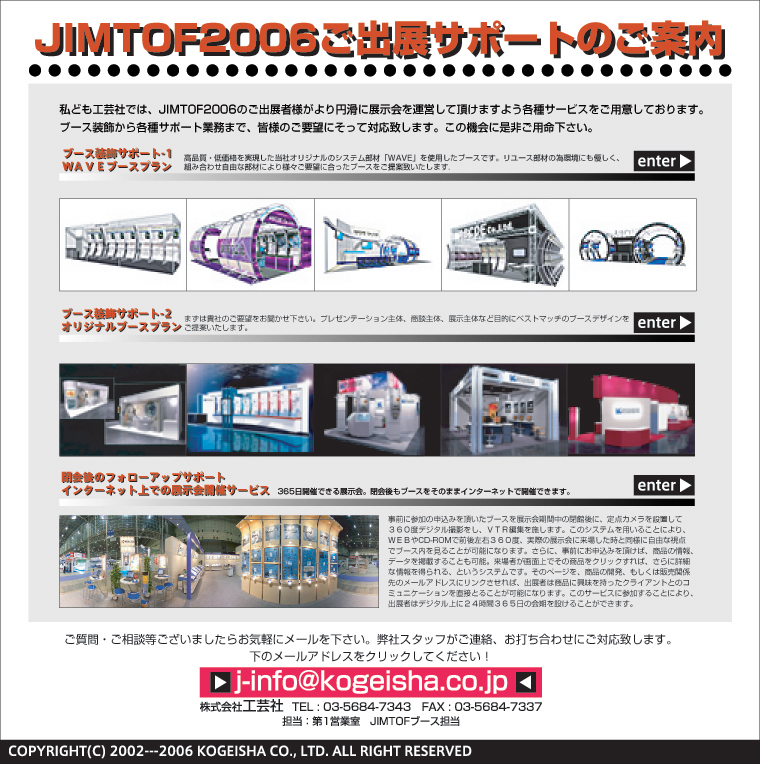 JIMTOF2006ご出展サポートのご案内
私ども工芸社では、JIMTOF2006のご出展者様がより円滑に展示会を運営して頂けますよう各種サービスをご用意しております。
ブース装飾から各種サポート業務まで、皆様のご要望にそって対応致します。この機会に是非ご用命下さい。
ブース装飾サポート-1
WAVEブースプラン
高品質・低価格を実現した当社オリジナルのシステム部材「WAVE」を使用したブースです。リユース部材の為環境にも優しく、
組み合わせ自由な部材により様々ご要望に合ったブースをご提案致いたします.
enter
ブース装飾サポート-2
オリジナルブースプラン
まずは貴社のご要望をお聞かせ下さい。プレゼンテーション主体、商談主体、展示主体など目的にベストマッチのブースデザインを
ご提案いたします。
enter
閉会後のフォローアップサポート
インターネット上での展示会開催サービス
365日開催できる展示会。閉会後もブースをそのままインターネットで開催できます。
enter
事前に参加の申込みを頂いたブースを展示会期間中の閉館後に、定点カメラを設置して
３６０度デジタル撮影をし、ＶＴＲ編集を施します。このシステムを用いることにより、
ＷＥＢやCD-ROMで前後左右３６０度、実際の展示会に来場した時と同様に自由な視点
でブース内を見ることが可能になります。さらに、事前にお申込みを頂けば、商品の情報、
データを掲載することも可能。来場者が画面上でその商品をクリックすれば、さらに詳細
な情報を得られる、というシステムです。そのページを、商品の開発、もしくは販売関係
先のメールアドレスにリンクさせれば、出展者は商品に興味を持ったクライアントとのコ
ミュニケーションを直接とることが可能になります。このサービスに参加することにより、
出展者はデジタル上に２４時間３６５日の会期を設けることができます。
ご質問・ご相談等ございましたらお気軽にメールを下さい。弊社スタッフがご連絡、お打ち合わせにご対応致します。
下のメールアドレスをクリックしてください！
j-info@kogeisha.co.jp
株式会社工芸社 TEL : 03-5684-7343 FAX : 03-5684-7337
担当：第1営業室 JIMTOFブース担当
COPYRIGHT(C) 2002---2006 KOGEISHA CO., LTD. ALL RIGHT RESERVED